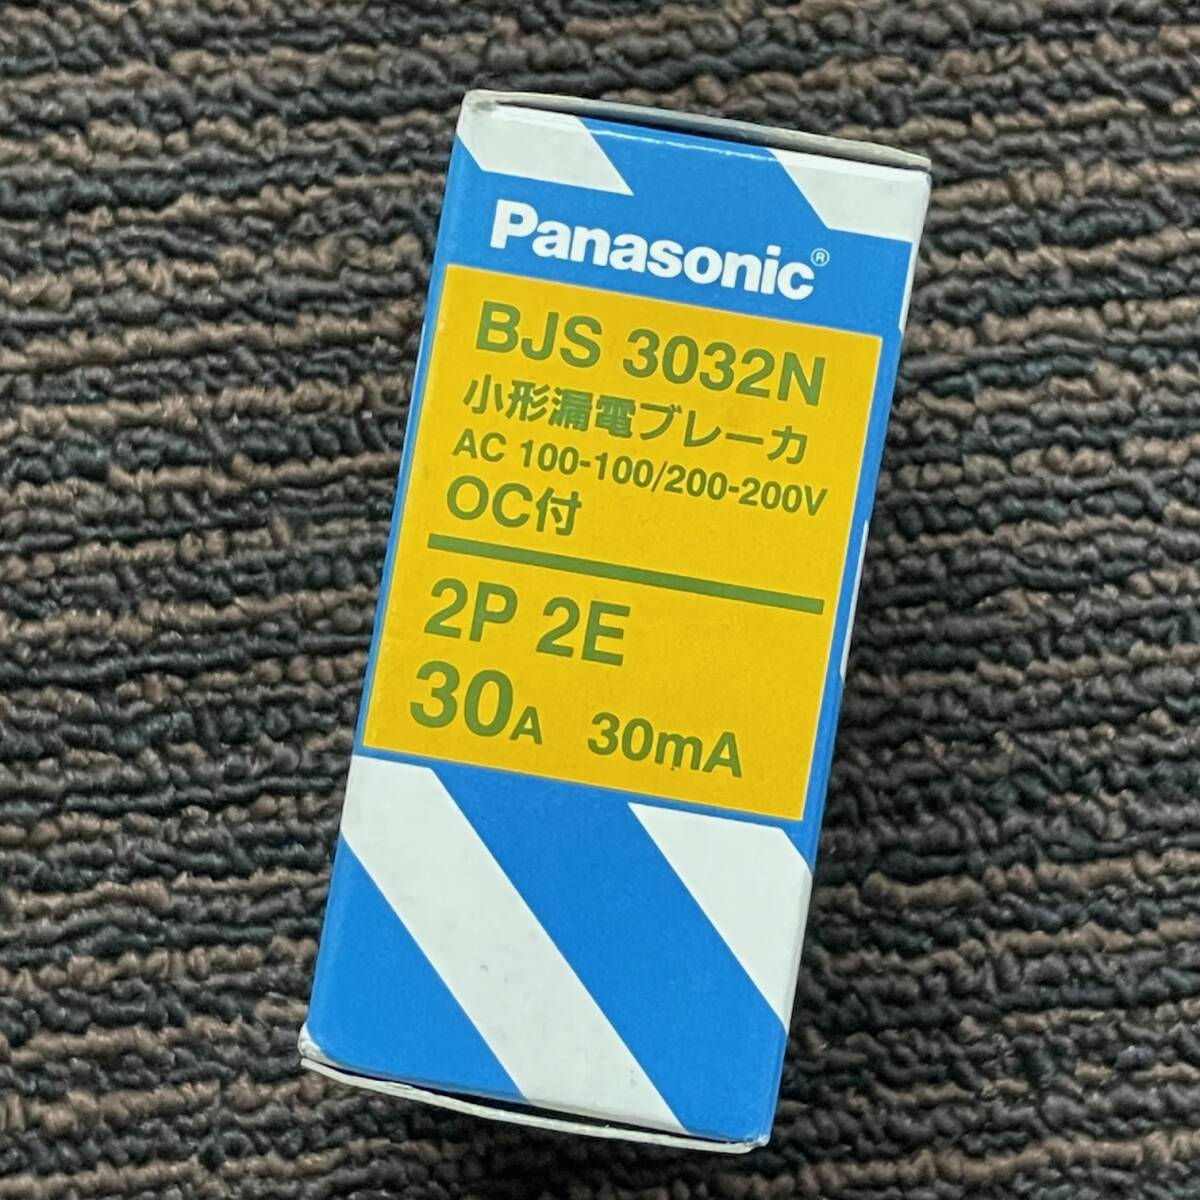 Panasonic®
BJS 3032N
小形漏電ブレーカ
AC 100-100/200-200V
OC付
2P 2E
30A 30mA